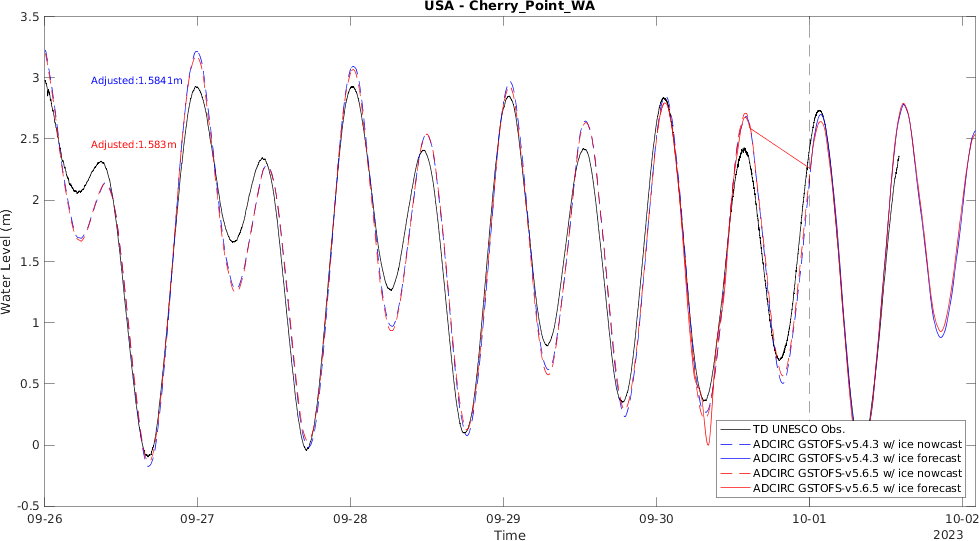 USA - Cherry_Point_WA
3.5
3
2.5
2
1.5
1
0.5
0
-0.5
Water Level (m)
Adjusted:1.5841m
Adjusted:1.583m
TD UNESCO Obs.
ADCIRC GSTOFS-v5.4.3 w/ ice nowcast
ADCIRC GSTOFS-v5.4.3 w/ ice forecast
ADCIRC GSTOFS-v5.6.5 w/ ice nowcast
ADCIRC GSTOFS-v5.6.5 w/ ice forecast
09-26 09-27 09-28 09-29 09-30 10-01 10-02
Time
2023